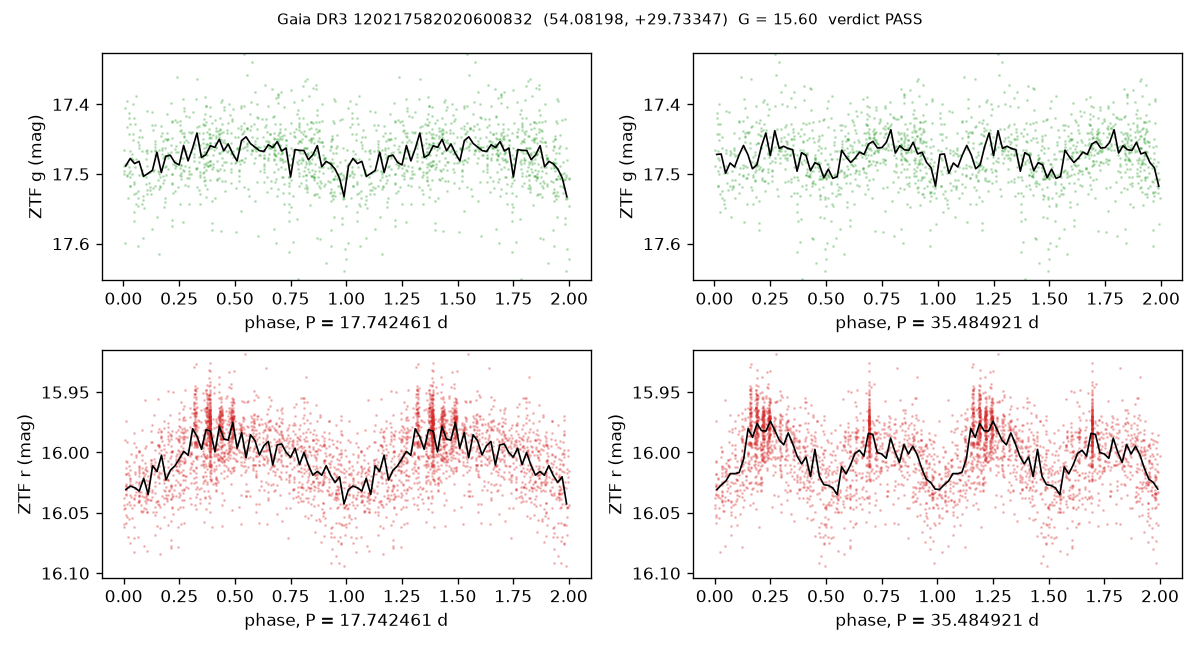 Gaia DR3 120217582020600832 (54.08198, +29.73347) G = 15.60 verdict PASS
ZTF g (mag)
17.4
17.5
17.6
0.00 0.25 0.50 0.75 1.00 1.25 1.50 1.75 2.00
phase, P = 17.742461 d
ZTF g (mag)
17.4
17.5
17.6
0.00 0.25 0.50 0.75 1.00 1.25 1.50 1.75 2.00
phase, P = 35.484921 d
ZTF r (mag)
15.95
16.00
16.05
16.10
0.00 0.25 0.50 0.75 1.00 1.25 1.50 1.75 2.00
phase, P = 17.742461 d
ZTF r (mag)
15.95
16.00
16.05
16.10
0.00 0.25 0.50 0.75 1.00 1.25 1.50 1.75 2.00
phase, P = 35.484921 d